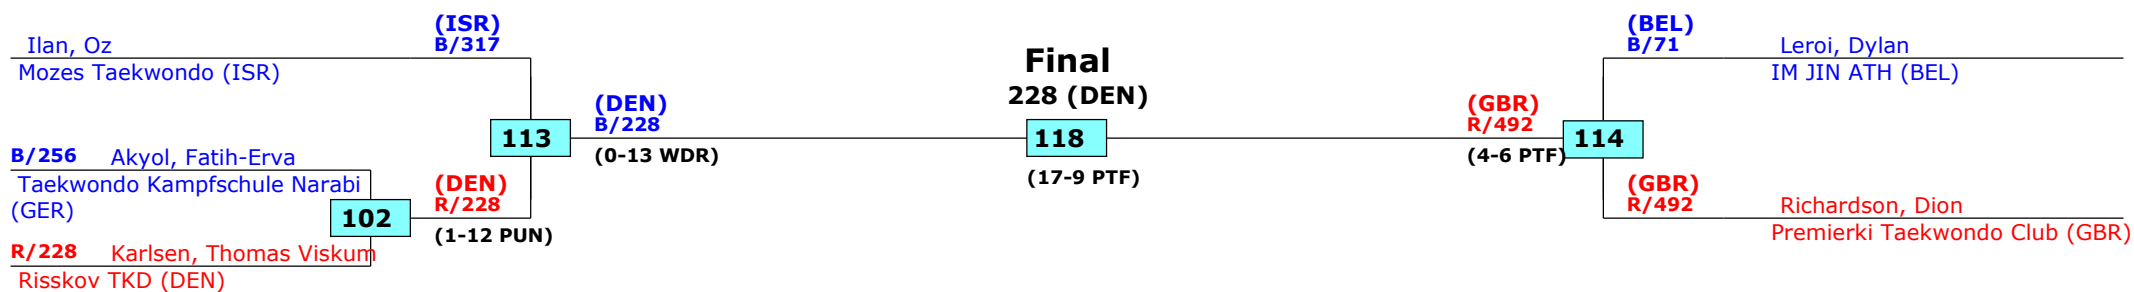 (ISR)
B/317
Ilan, Oz
Mozes Taekwondo (ISR)
B/256 Akyol, Fatih-Erva
Taekwondo Kampfschule Narabi
(GER)
R/228 Karlsen, Thomas Viskum
Risskov TKD (DEN)
102
(DEN)
R/228
(1-12 PUN)
113
(DEN)
B/228
(0-13 WDR)
Final
228 (DEN)
118
(17-9 PTF)
(GBR)
R/492
(4-6 PTF)
114
(BEL)
B/71
Leroi, Dylan
IM JIN ATH (BEL)
(GBR)
R/492
Richardson, Dion
Premierki Taekwondo Club (GBR)